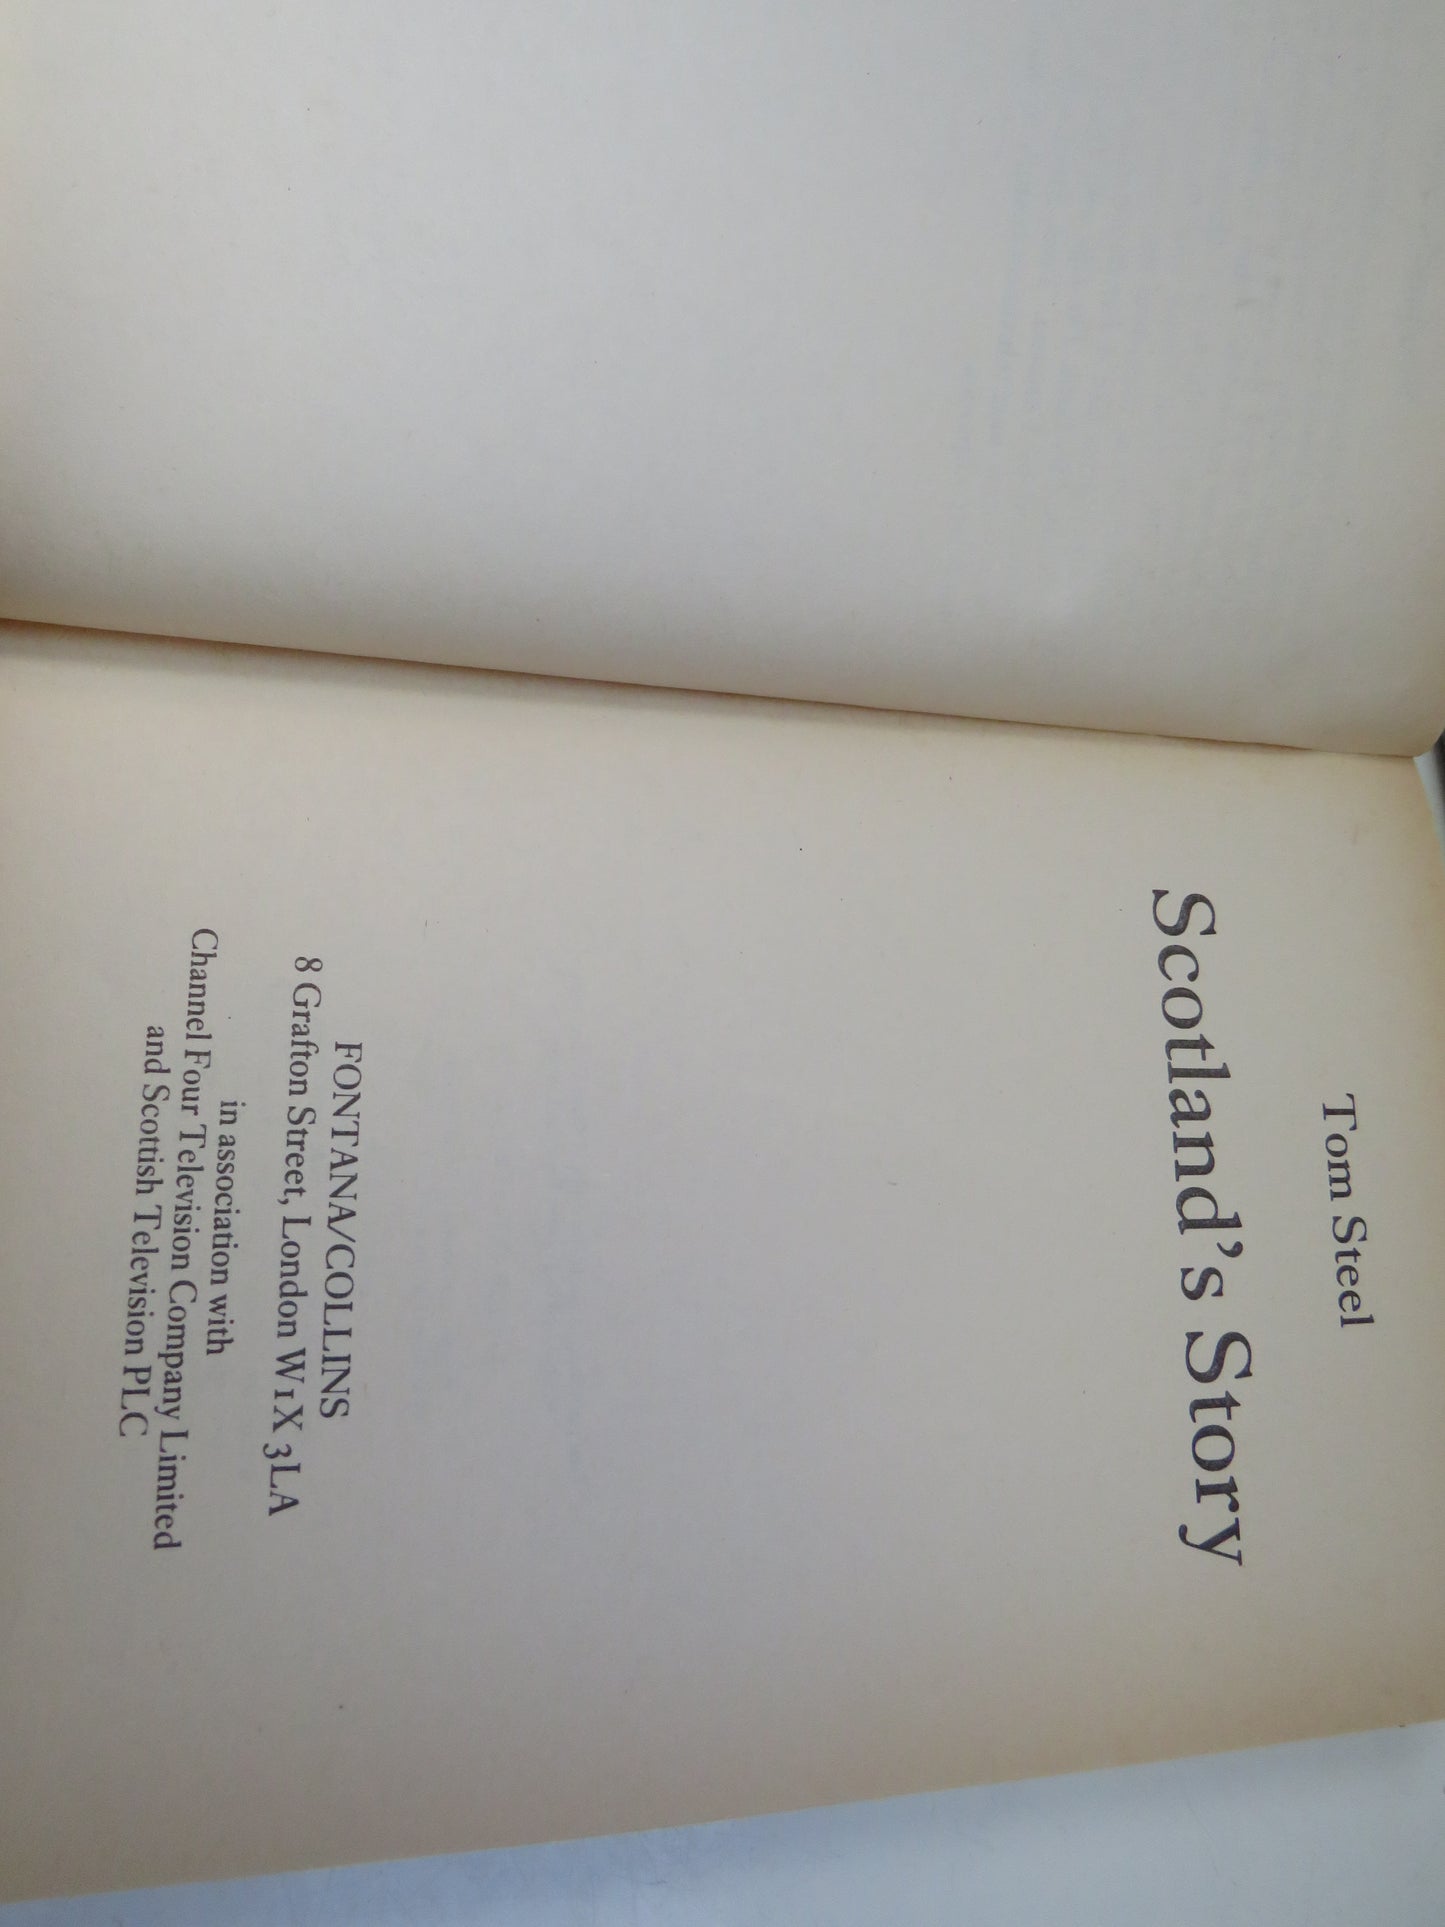 Tom Steel
Scotland's Story
FONTANA/COLLINS
8 Grafton Street, London W1X 3LA
in association with
Channel Four Television Company Limited
and Scottish Television PLC